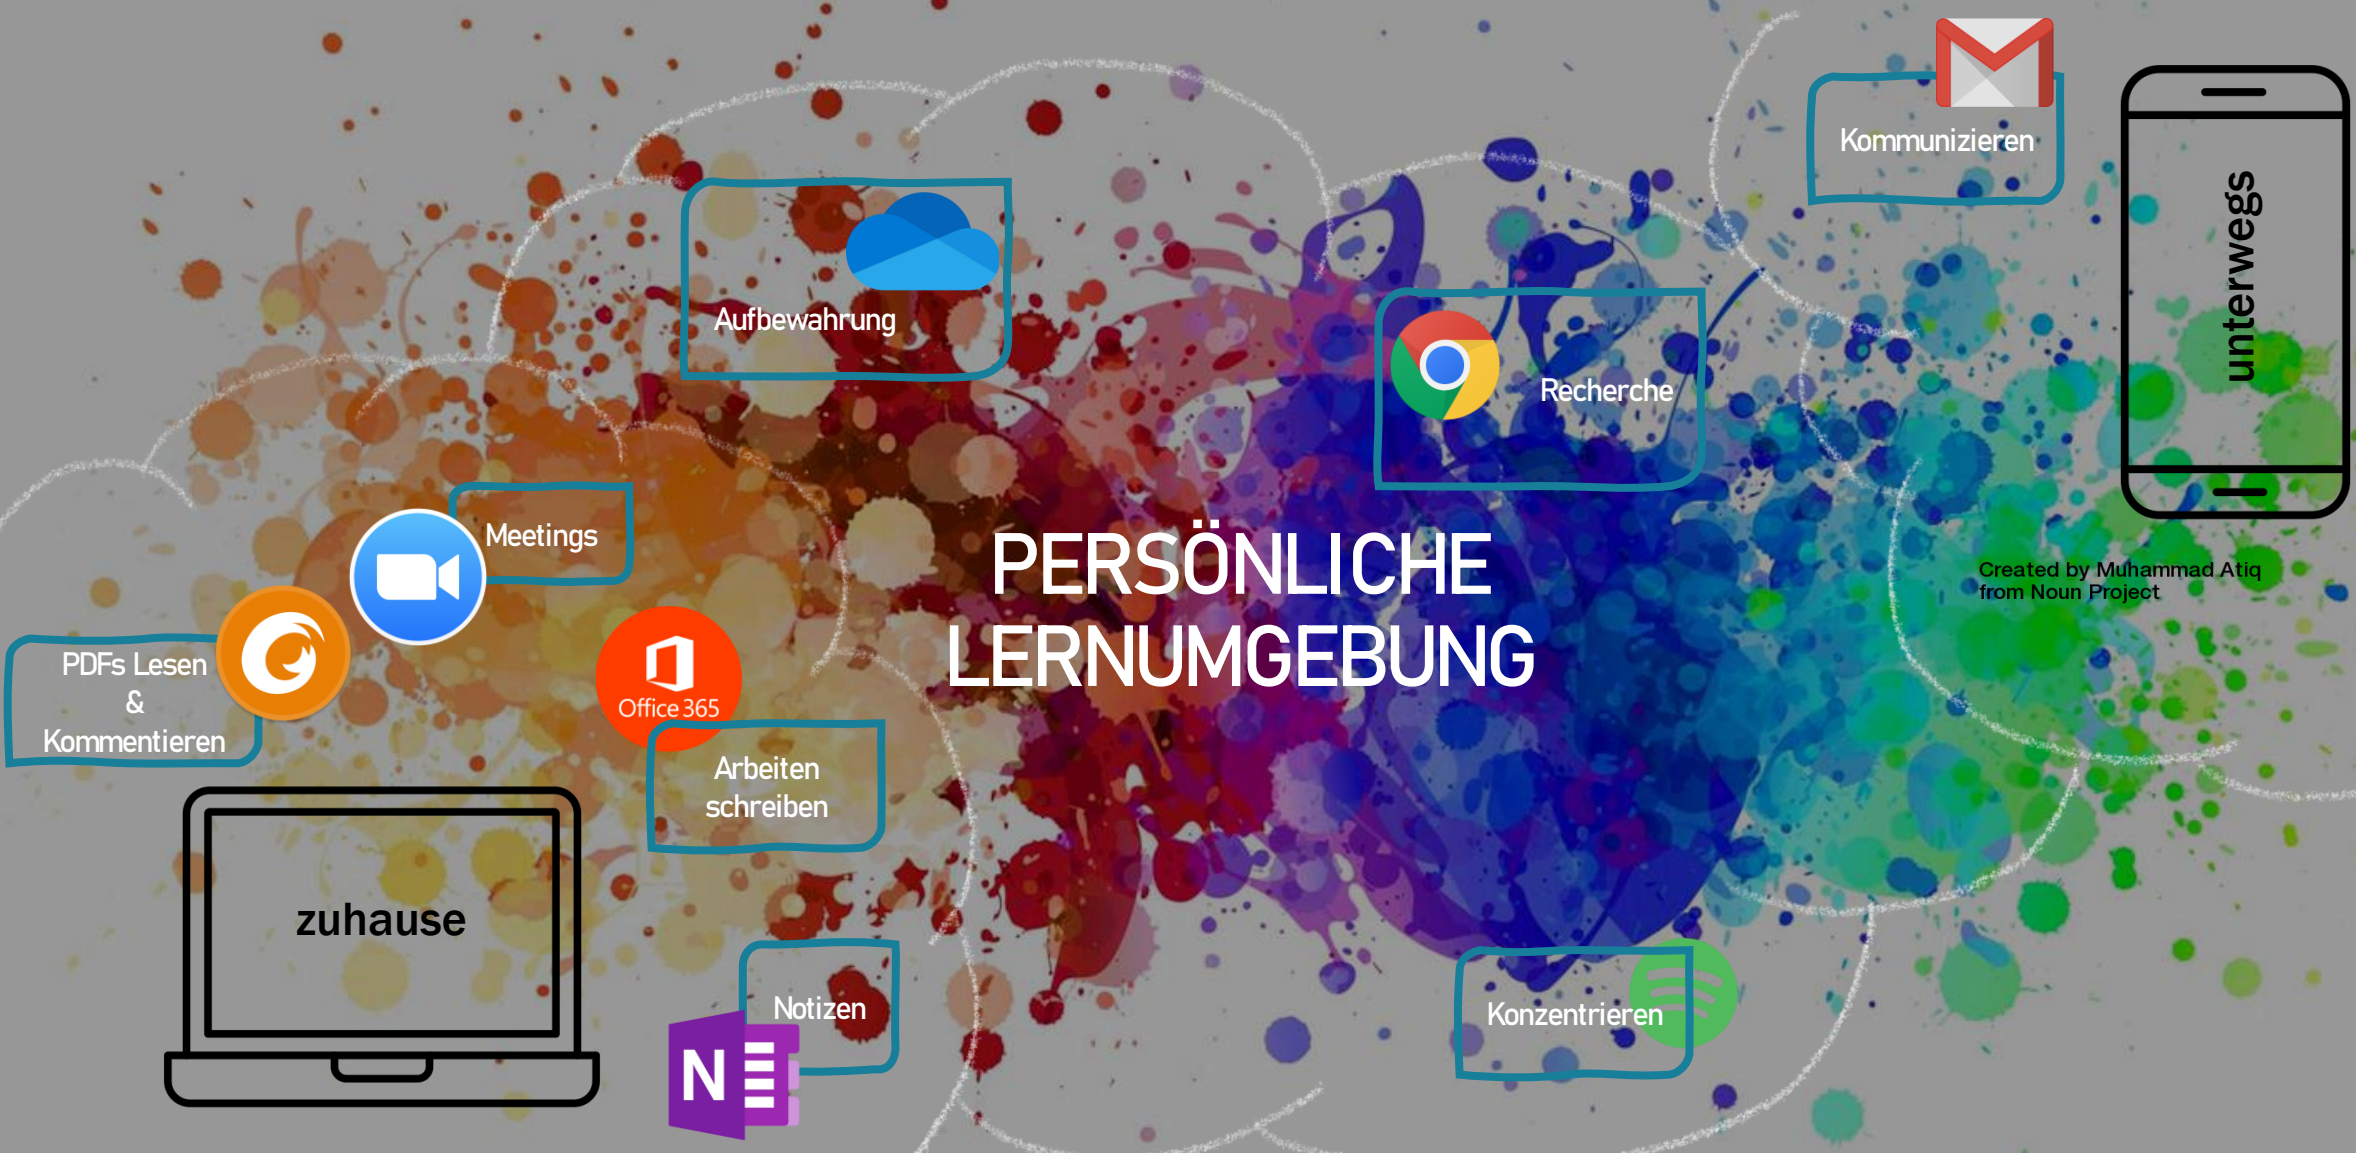 Kommunizieren
unterwegs
Aufbewahrung
Recherche
Meetings
PERSÖNLICHE
LERNUMGEBUNG
Created by Muhammad Atiq
from Noun Project
PDFs Lesen
&
Kommentieren
Office 365
Arbeiten
schreiben
zuhause
Notizen
N
Konzentrieren